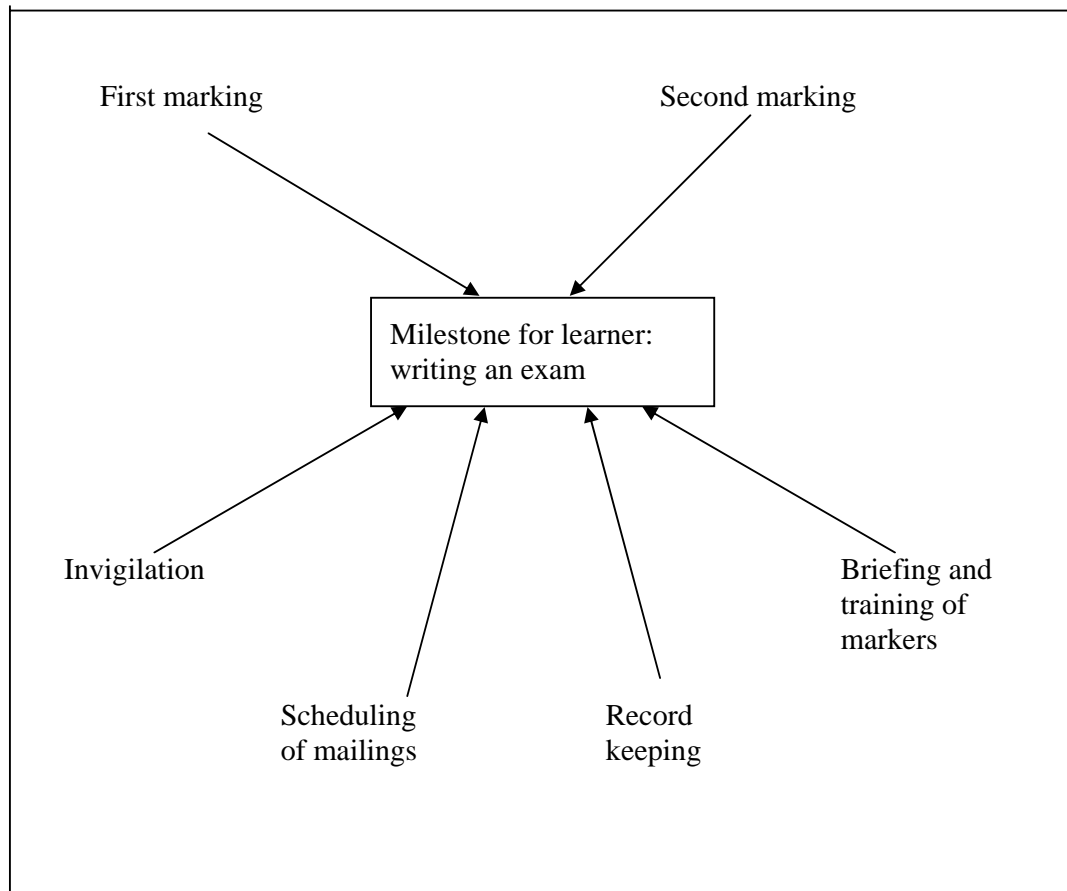 First marking
Second marking
Milestone for learner:
writing an exam
Invigilation
Briefing and
training of
markers
Scheduling
of mailings
Record
keeping